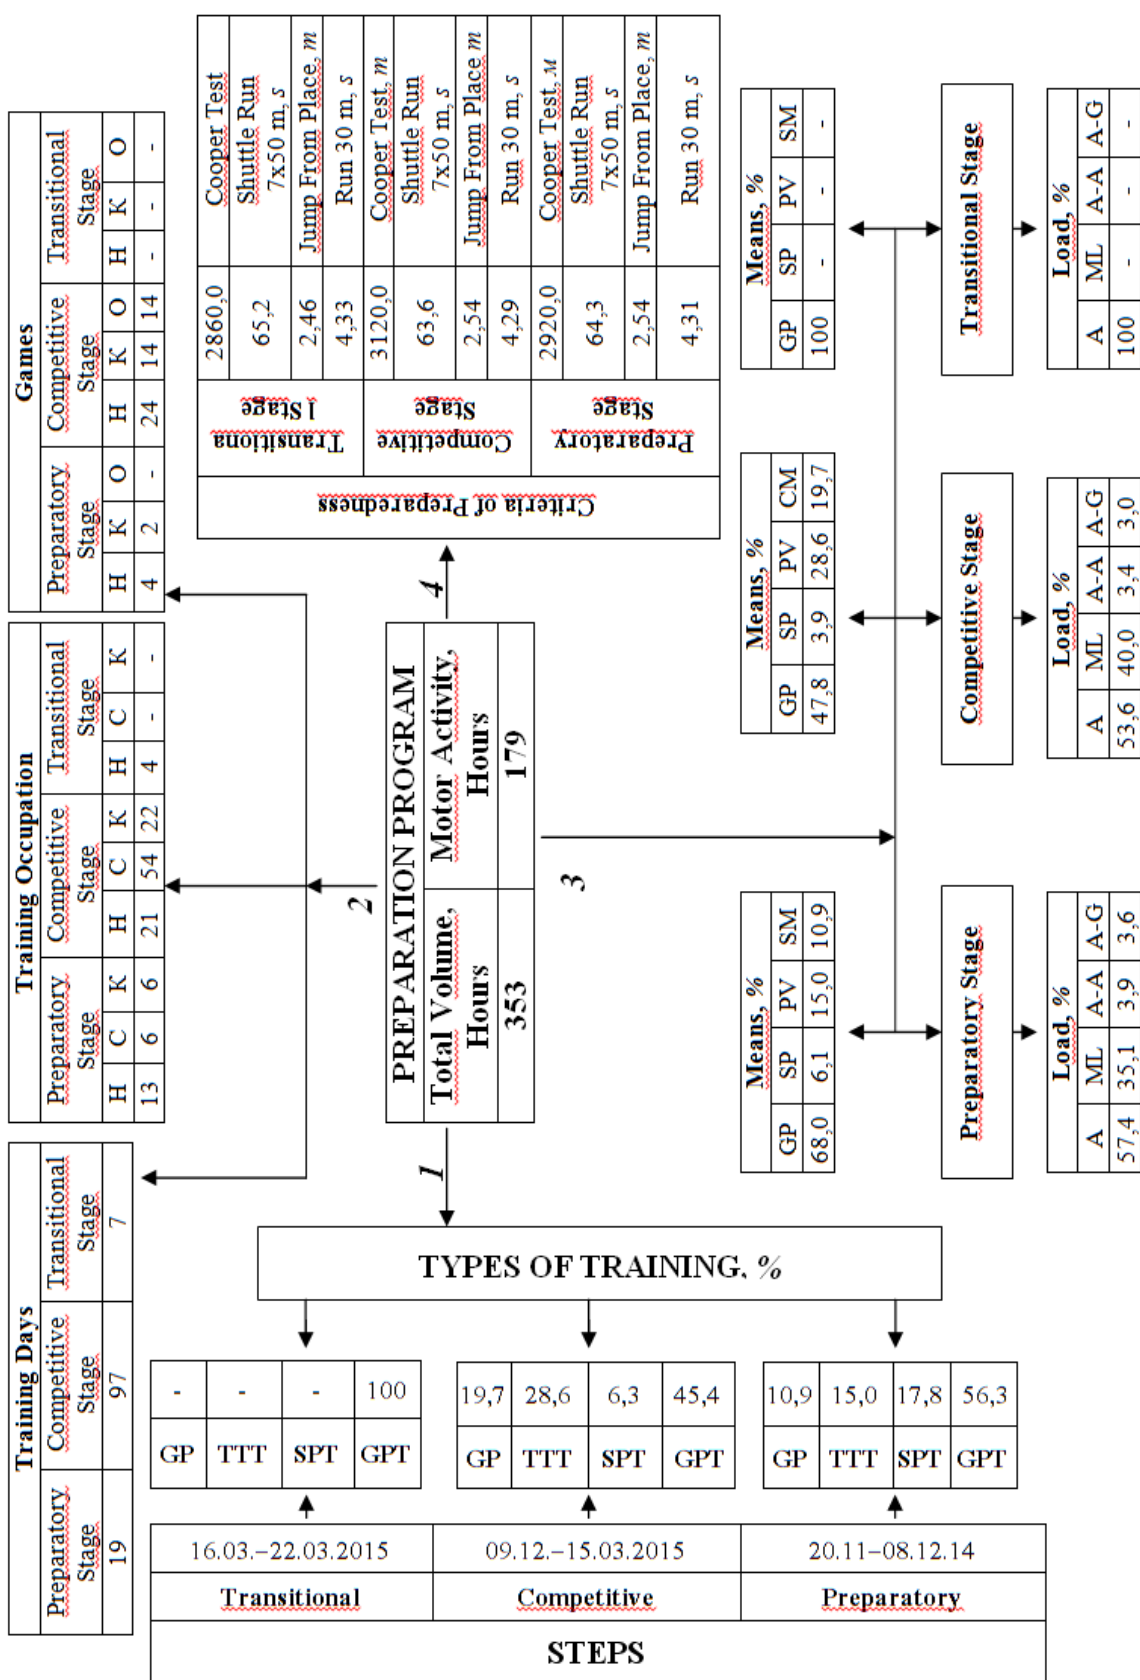 Training Days
Preparatory Stage
Competitive Stage
Transitional Stage
19 97 7
Training Occupation
Preparatory Stage
Competitive Stage
Transitional Stage
Н С К Н С К Н С К
13 6 6 21 54 22 4 - -
Games
Preparatory Stage
Competitive Stage
Transitional Stage
Н К О Н К О Н К О
4 2 - 24 14 14 - - -
STEPS
Transitional
16.03.–22.03.2015
Competitive
09.12.–15.03.2015
Preparatory
20.11–08.12.14
GP -
TTT -
SPT -
GPT 100
GP 19,7
TTT 28,6
SPT 6,3
GPT 45,4
GP 10,9
TTT 15,0
SPT 17,8
GPT 56,3
TYPES OF TRAINING, %
1
2
3
4
PREPARATION PROGRAM
Total Volume, Hours
Motor Activity, Hours
353 179
Criteria of Preparedness
Transitiona
l Stage
2860,0 Cooper Test
65,2 Shuttle Run
7x50 m, s
2,46 Jump From Place, m
4,33 Run 30 m, s
Competitive
Stage
3120,0 Cooper Test, m
63,6 Shuttle Run
7x50 m, s
2,54 Jump From Place m
4,29 Run 30 m, s
Preparatory
Stage
2920,0 Cooper Test, м
64,3 Shuttle Run
7x50 m, s
2,54 Jump From Place, m
4,31 Run 30 m, s
Means, %
GP SP PV SM
68,0 6,1 15,0 10,9
Preparatory Stage
Load, %
A ML A-A A-G
57,4 35,1 3,9 3,6
Means, %
GP SP PV CM
47,8 3,9 28,6 19,7
Competitive Stage
Load, %
A ML A-A A-G
53,6 40,0 3,4 3,0
Means, %
GP SP PV SM
100 - - -
Transitional Stage
Load, %
A ML A-A A-G
100 - - -